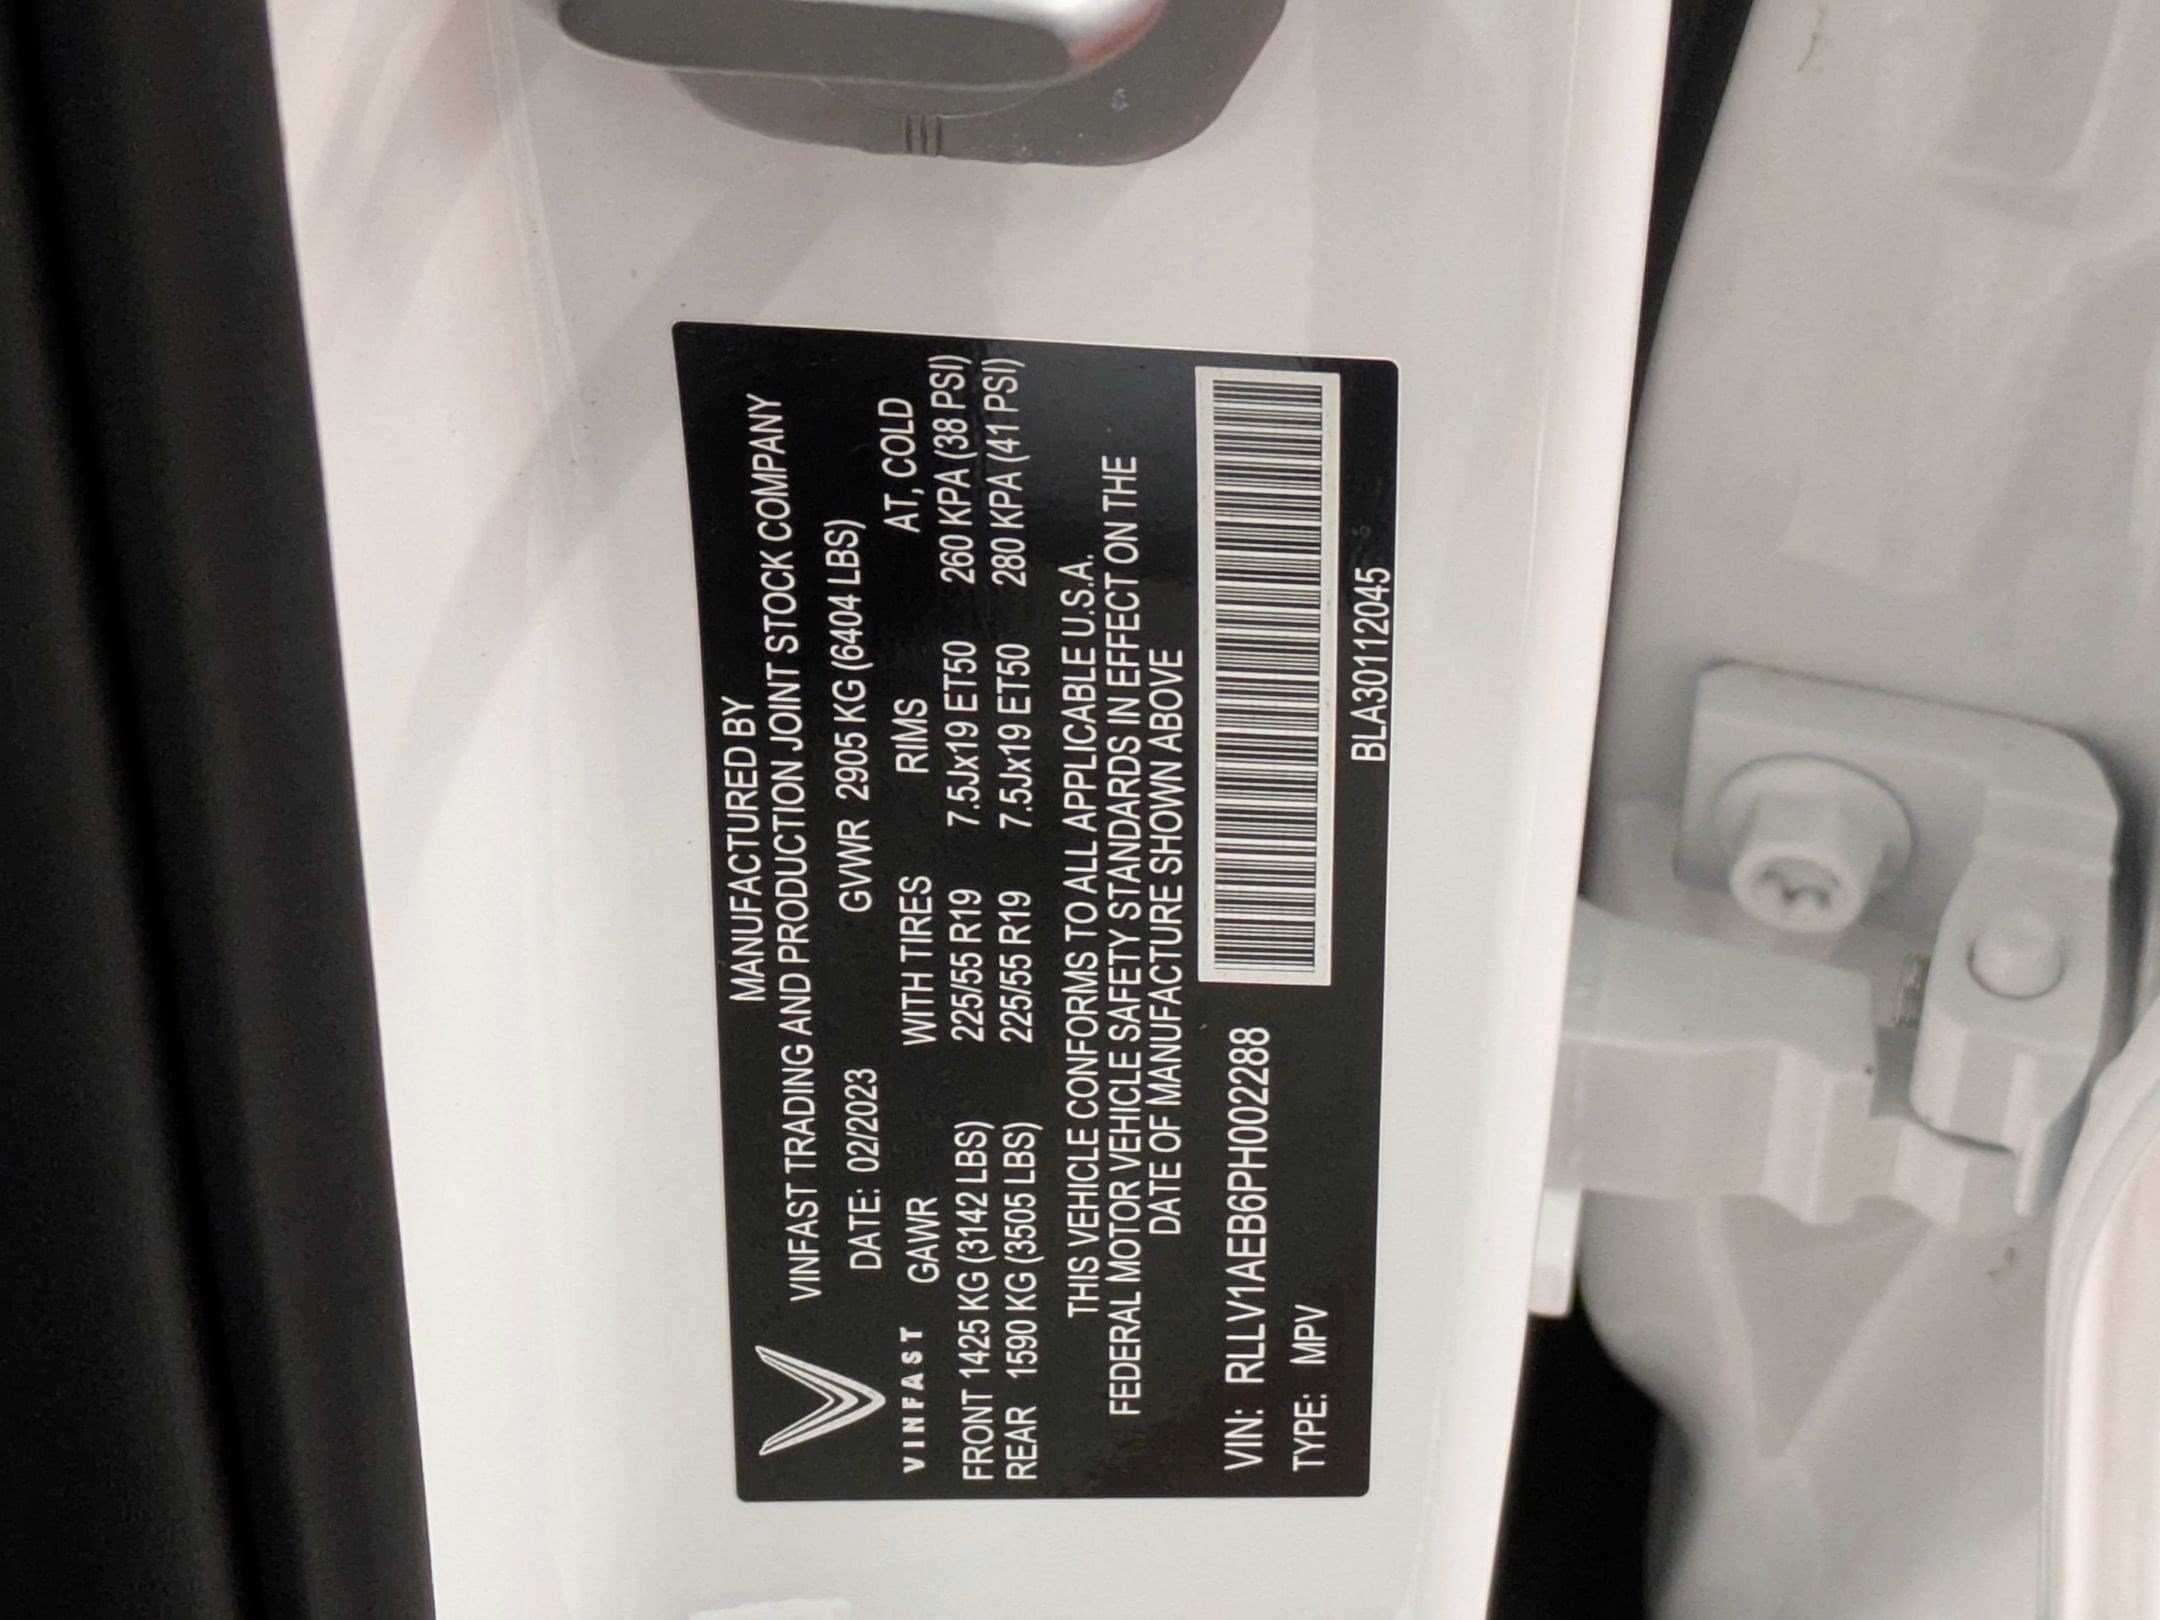 MANUFACTURED BY
VINFAST TRADING AND PRODUCTION JOINT STOCK COMPANY
DATE: 02/2023 GVWR 2905 KG (6404 LBS)
VINFAST GAWR WITH TIRES RIMS AT, COLD
FRONT 1425 KG (3142 LBS) 225/55 R19 7.5Jx19 ET50 260 KPA (38 PSI)
REAR 1590 KG (3505 LBS) 225/55 R19 7.5Jx19 ET50 280 KPA (41 PSI)
THIS VEHICLE CONFORMS TO ALL APPLICABLE U.S.A.
FEDERAL MOTOR VEHICLE SAFETY STANDARDS IN EFFECT ON THE
DATE OF MANUFACTURE SHOWN ABOVE
VIN: RLLV1AEB6PH002288
TYPE: MPV
BLA30112045